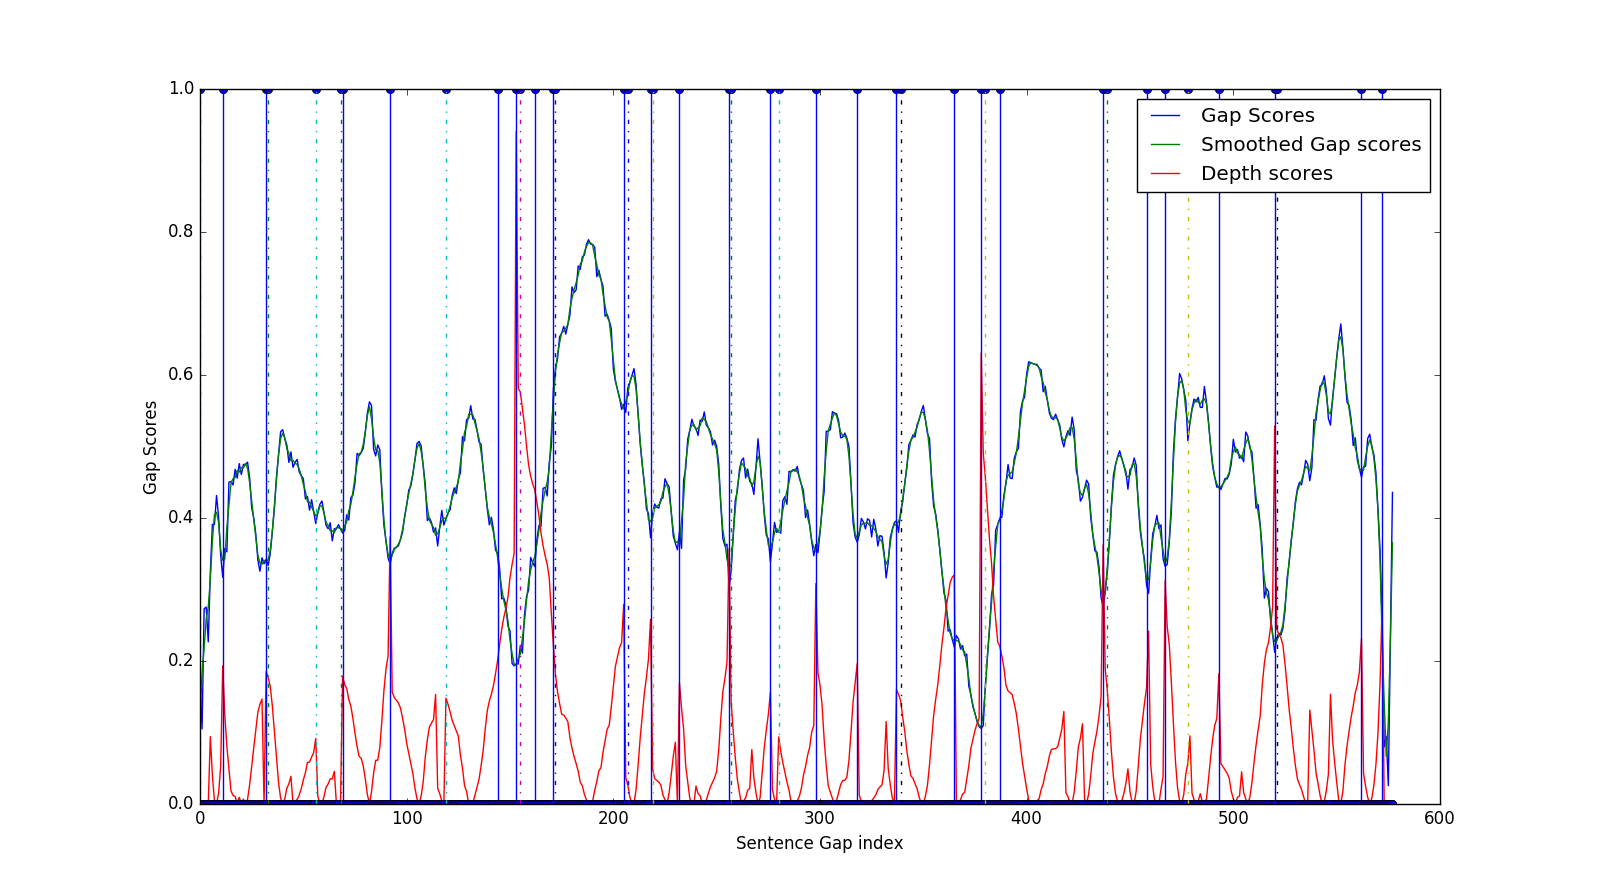 1.0
0.8
0.6
0.4
0.2
0.0
Gap Scores
Gap Scores
Smoothed Gap scores
Depth scores
0 100 200 300 400 500 600
Sentence Gap index